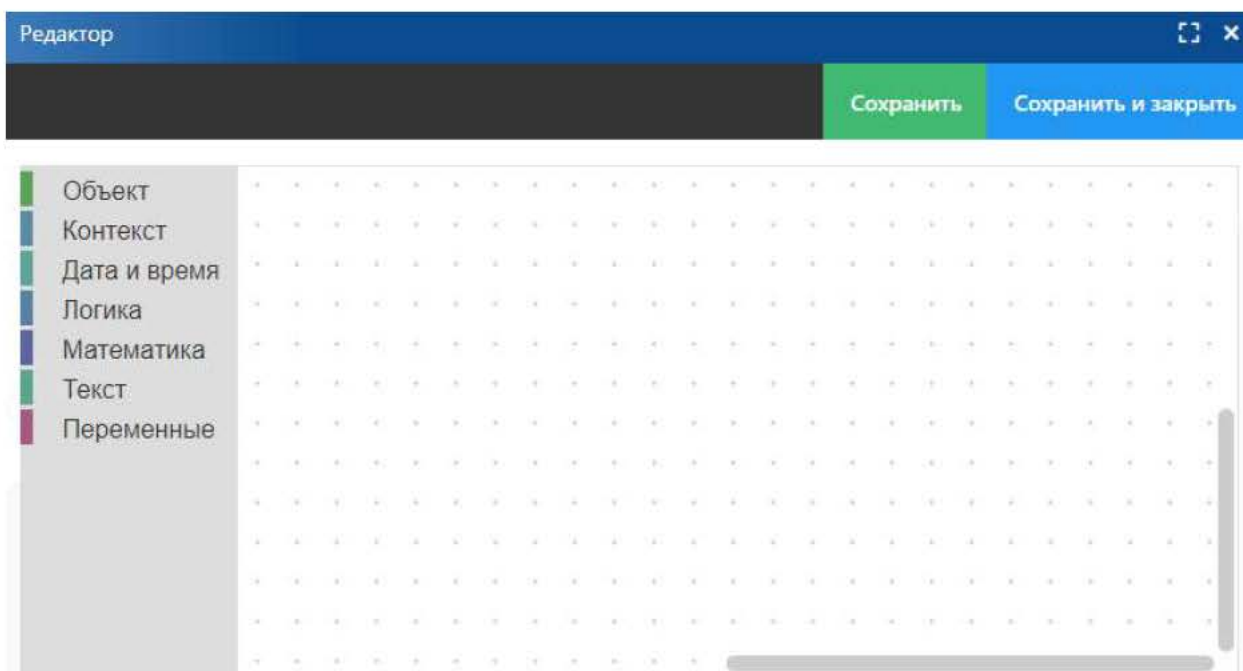 Редактор
Сохранить
Сохранить и закрыть
Объект
Контекст
Дата и время
Логика
Математика
Текст
Переменные